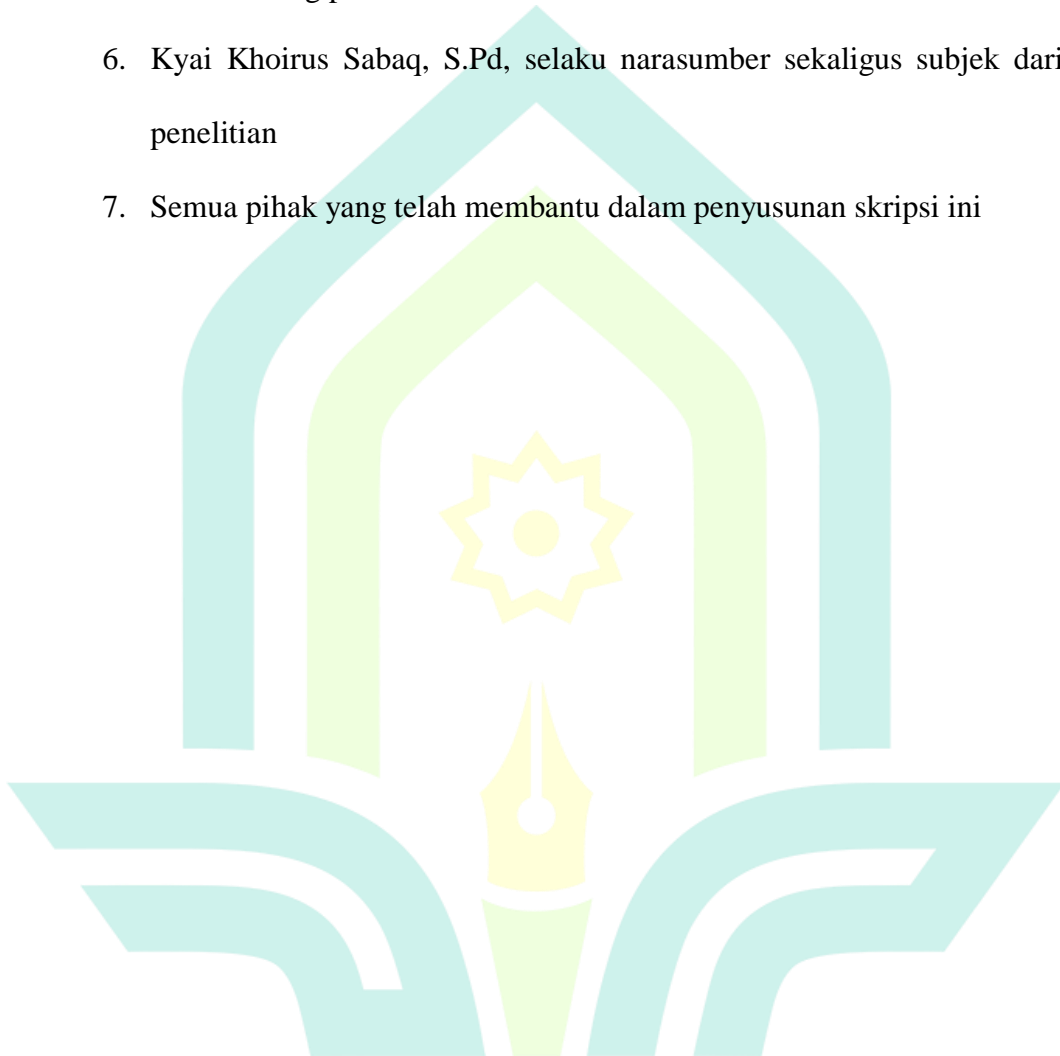 6. Kyai Khoirus Sabaq, S.Pd, selaku narasumber sekaligus subjek dari
penelitian
7. Semua pihak yang telah membantu dalam penyusunan skripsi ini